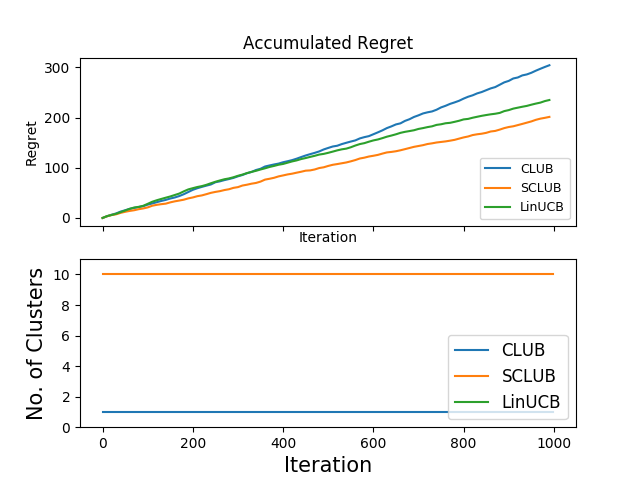 Accumulated Regret
300
200
100
0
Regret
CLUB
SCLUB
LinUCB
Iteration
10
8
6
4
2
0
No. of Clusters
CLUB
SCLUB
LinUCB
0 200 400 600 800 1000
Iteration